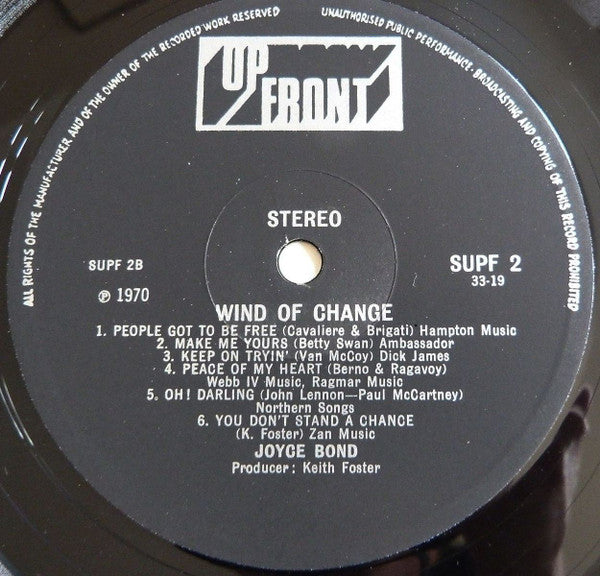 ALL RIGHTS OF THE MANUFACTURER AND OF THE OWNER OF THE RECORDED WORK RESERVED
UNAUTHORISED PUBLIC PERFORMANCE · BROADCASTING AND COPYING OF THIS RECORD PROHIBITED
UP
FRONT
STEREO
SUPF 2B
SUPF 2
33-19
℗ 1970
WIND OF CHANGE
1. PEOPLE GOT TO BE FREE (Cavaliere & Brigati) Hampton Music
2. MAKE ME YOURS (Betty Swan) Ambassador
3. KEEP ON TRYIN' (Van McCoy) Dick James
4. PEACE OF MY HEART (Berno & Ragavoy)
Webb IV Music, Ragmar Music
5. OH! DARLING (John Lennon—Paul McCartney)
Northern Songs
6. YOU DON'T STAND A CHANCE
(K. Foster) Zan Music
JOYCE BOND
Producer: Keith Foster